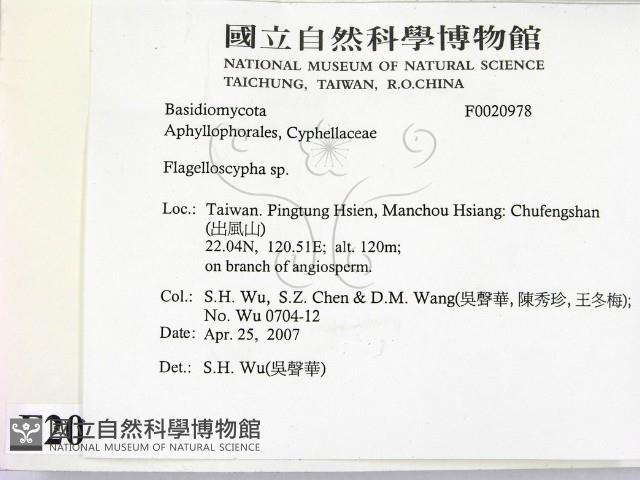 國立自然科學博物館
NATIONAL MUSEUM OF NATURAL SCIENCE
TAICHUNG, TAIWAN, R.O.CHINA
Basidiomycota F0020978
Aphyllophorales, Cyphellaceae
Flagelloscypha sp.
Loc.: Taiwan. Pingtung Hsien, Manchou Hsiang: Chufengshan
(出風山)
22.04N, 120.51E; alt. 120m;
on branch of angiosperm.
Col.: S.H. Wu, S.Z. Chen & D.M. Wang(吳聲華, 陳秀珍, 王冬梅);
No. Wu 0704-12
Date: Apr. 25, 2007
Det.: S.H. Wu(吳聲華)
F20
國立自然科學博物館
NATIONAL MUSEUM OF NATURAL SCIENCE